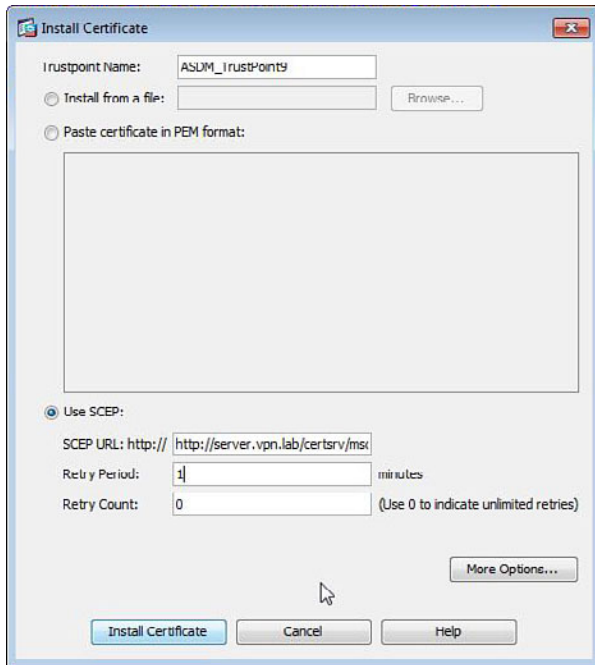 Install Certificate
Trustpoint Name: ASDM_TrustPoint9
Install from a file: Browse...
Paste certificate in PEM format:
Use SCEP:
SCEP URL: http:// http://server.vpn.lab/certsrv/msc
Retry Period: 1 minutes
Retry Count: 0 (Use 0 to indicate unlimited retries)
More Options...
Install Certificate Cancel Help